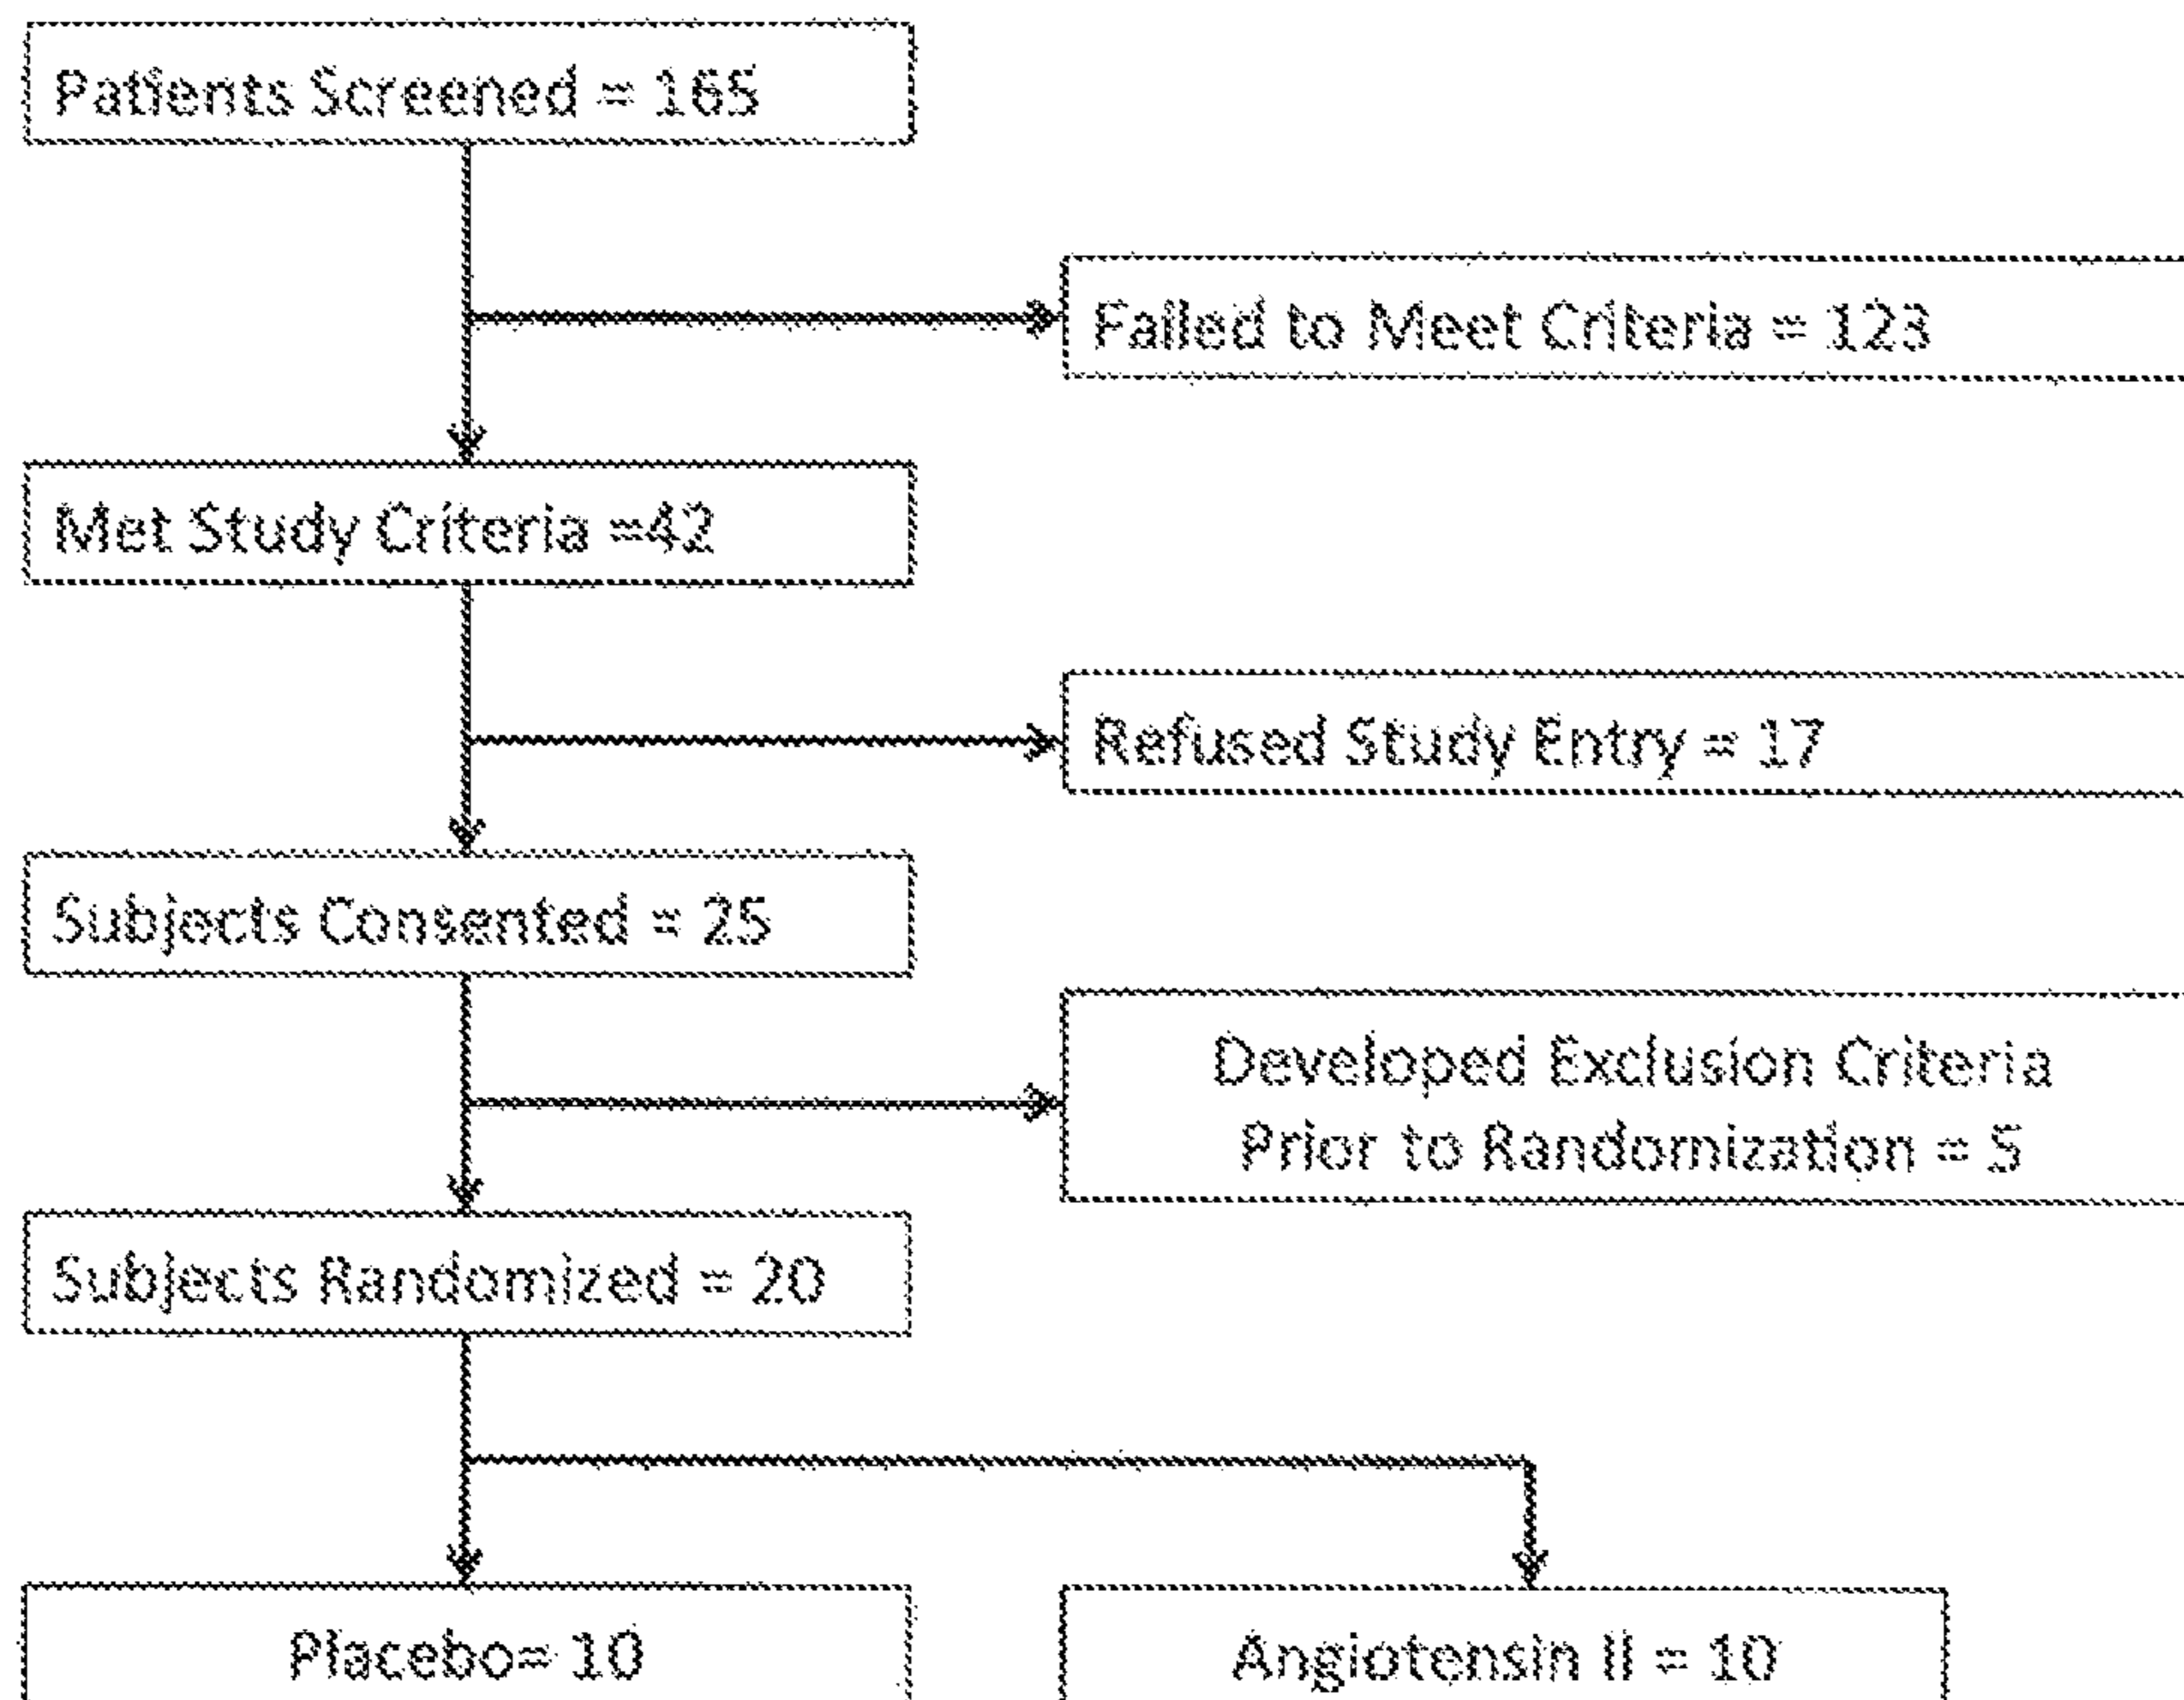 Patients Screened = 165
Failed to Meet Criteria = 123
Met Study Criteria =42
Refused Study Entry = 17
Subjects Consented = 25
Developed Exclusion Criteria
Prior to Randomization = 5
Subjects Randomized = 20
Placebo= 10
Angiotensin II = 10